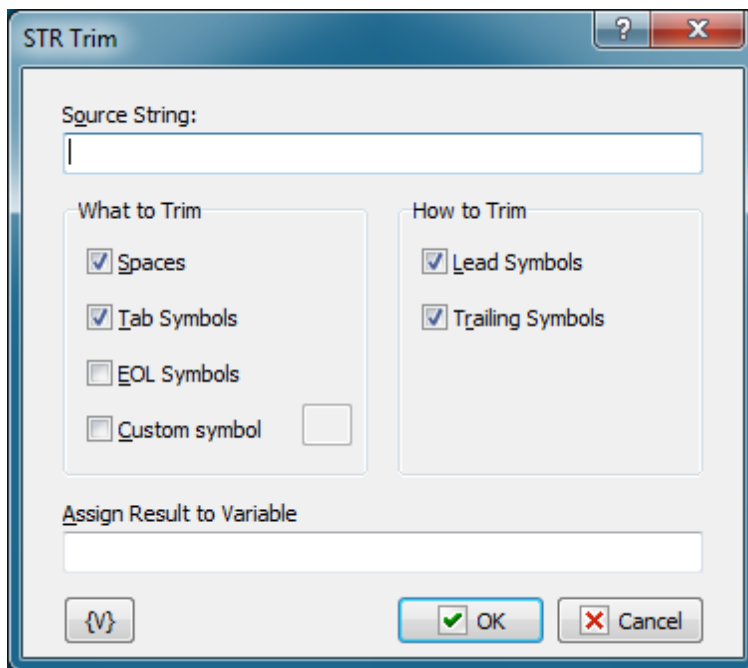 STR Trim
?
Source String:
What to Trim
How to Trim
Spaces
Lead Symbols
Tab Symbols
Trailing Symbols
EOL Symbols
Custom symbol
Assign Result to Variable
{V}
OK
Cancel